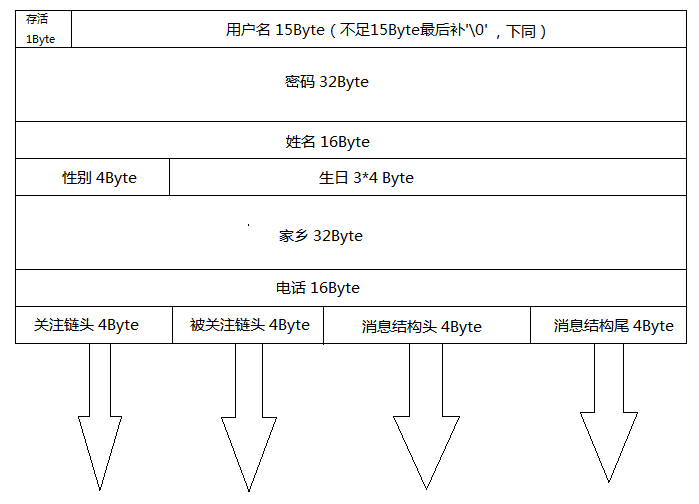 存活
1Byte
用户名 15Byte（不足15Byte最后补'\0' ，下同）
密码 32Byte
姓名 16Byte
性别 4Byte
生日 3*4 Byte
家乡 32Byte
电话 16Byte
关注链头 4Byte
被关注链头 4Byte
消息结构头 4Byte
消息结构尾 4Byte